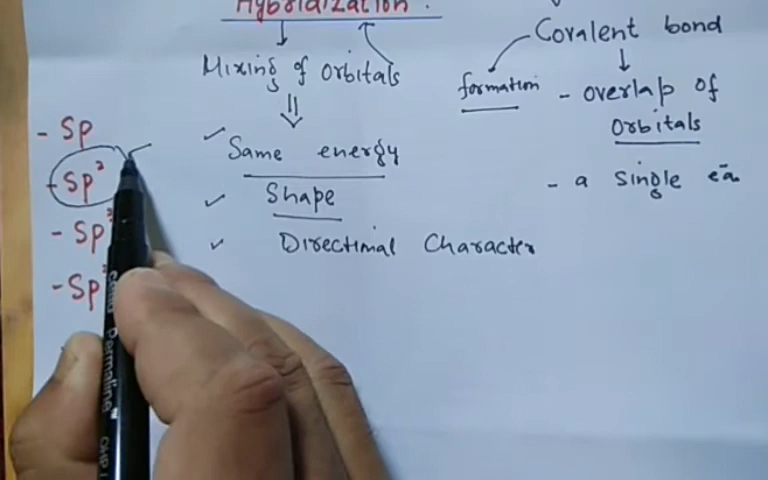 Hybridization.
Mixing of orbitals
Same energy
Shape
Directional Character
- Sp
- Sp²
- Sp³
- Sp
Covalent bond
formation
- overlap of
Orbitals
- a single